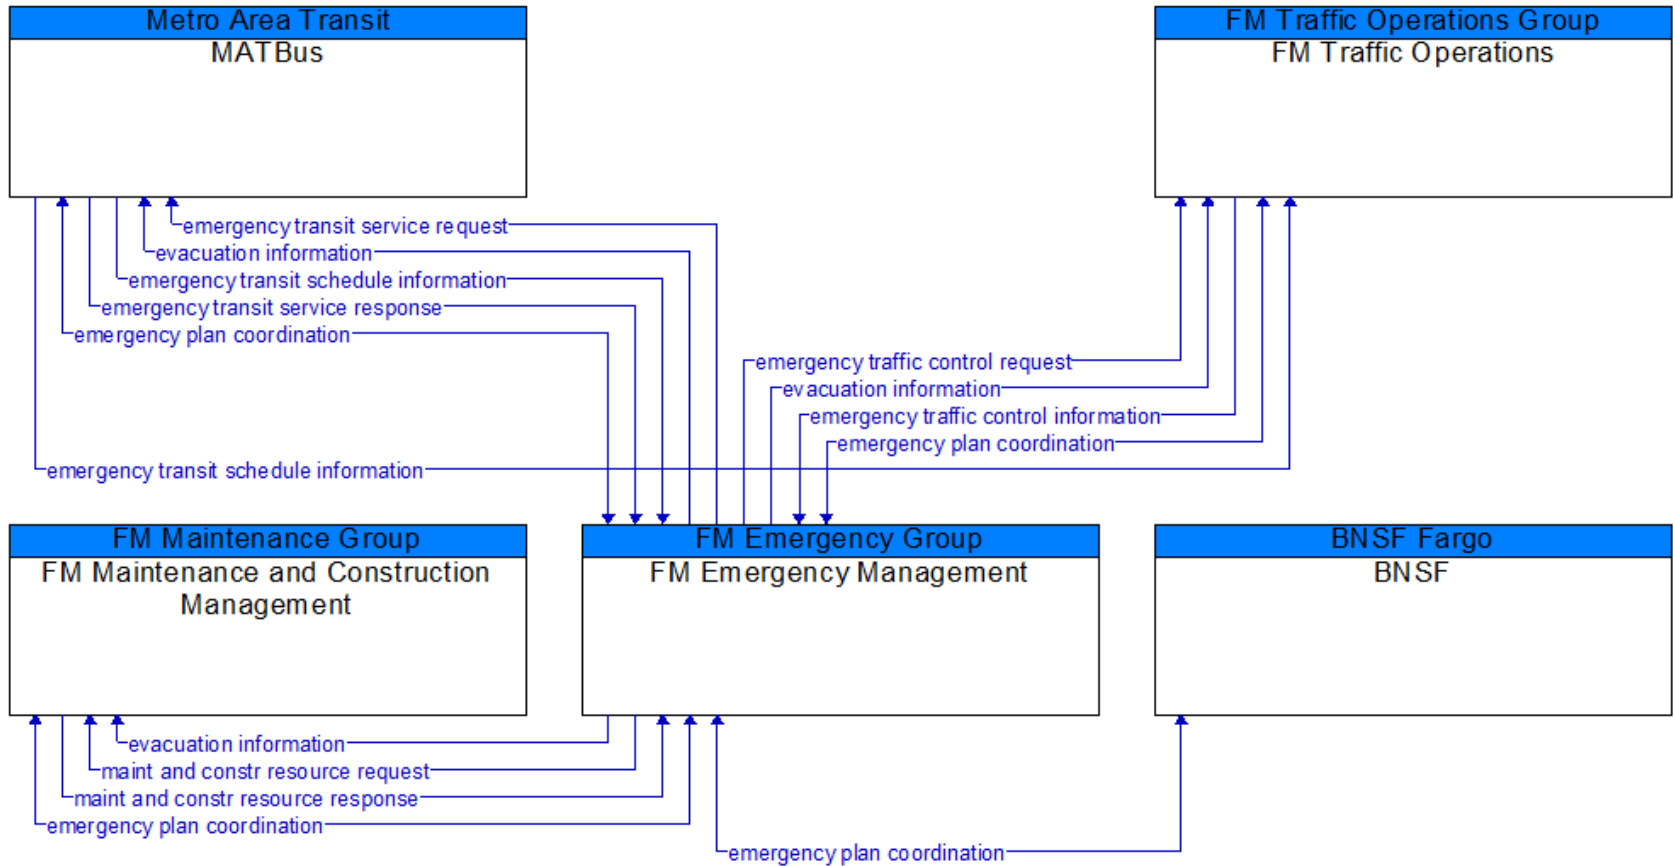 Metro Area Transit
MATBus
FM Traffic Operations Group
FM Traffic Operations
emergency transit service request
evacuation information
emergency transit schedule information
emergency transit service response
emergency plan coordination
emergency traffic control request
evacuation information
emergency traffic control information
emergency plan coordination
emergency transit schedule information
FM Maintenance Group
FM Maintenance and Construction
Management
FM Emergency Group
FM Emergency Management
BNSF Fargo
BNSF
evacuation information
maint and constr resource request
maint and constr resource response
emergency plan coordination
emergency plan coordination